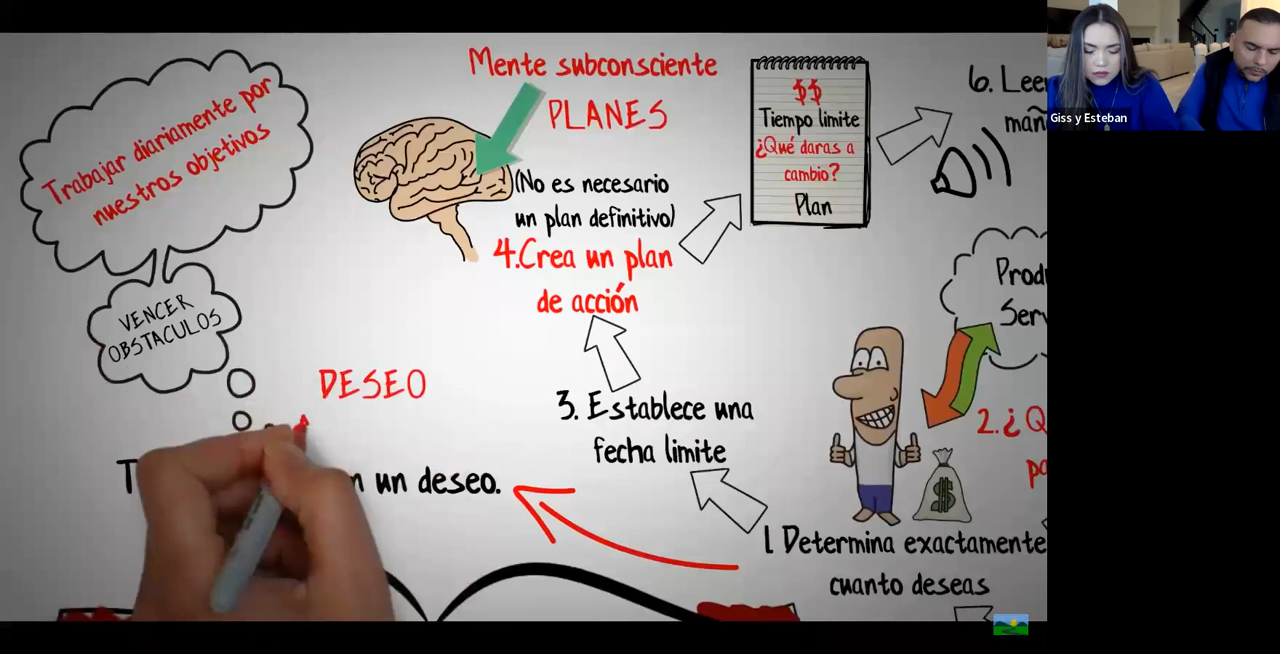 Trabajar diariamente por
nuestros objetivos
VENCER
OBSTACULOS
DESEO
un deseo.
Mente subconsciente
PLANES
(No es necesario
un plan definitivo)
4.Crea un plan
de acción
3. Establece una
fecha limite
$$
Tiempo limite
¿Qué daras a
cambio?
Plan
6.
2.¿
$
1. Determina exactamente
cuanto deseas
Giss y Esteban